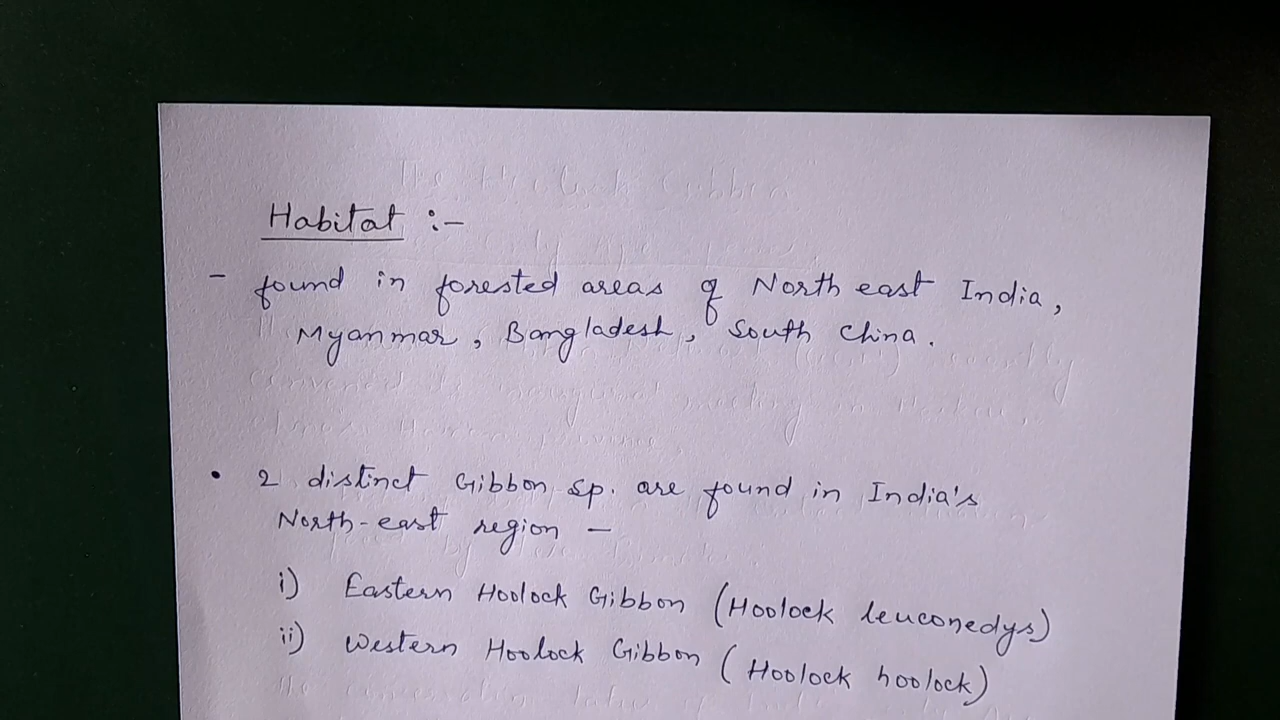 Habitat :-
- found in forested areas of North east India,
Myanmar, Bangladesh, South China.
• 2 distinct Gibbon sp. are found in India's
North-east region -
i) Eastern Hoolock Gibbon (Hoolock leuconedys)
ii) Western Hoolock Gibbon (Hoolock hoolock)